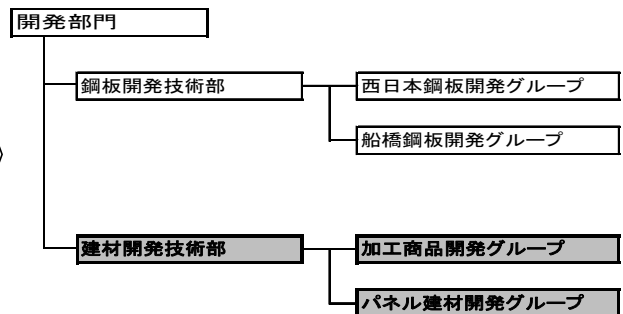 開発部門
鋼板開発技術部
西日本鋼板開発グループ
船橋鋼板開発グループ
建材開発技術部
加工商品開発グループ
パネル建材開発グループ